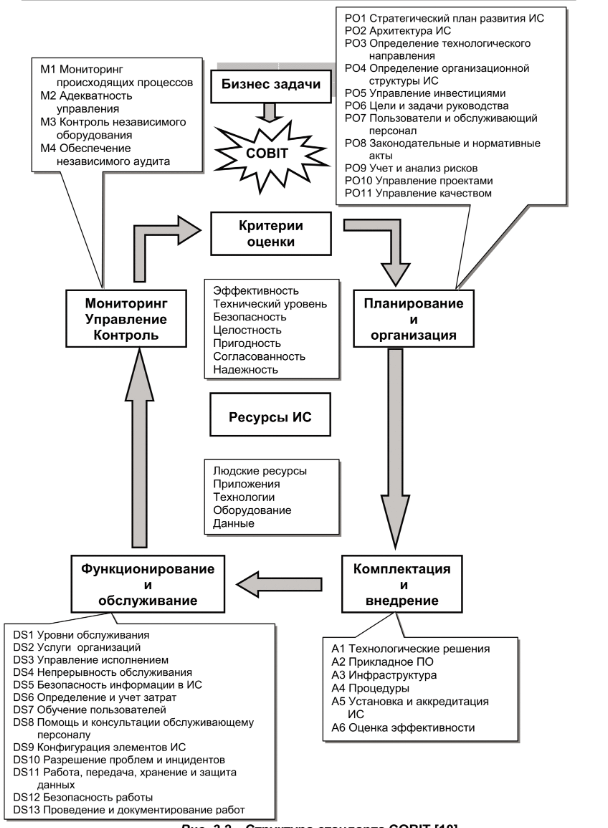 Бизнес задачи
COBIT
M1 Мониторинг
происходящих процессов
M2 Адекватность
управления
M3 Контроль независимого
оборудования
M4 Обеспечение
независимого аудита
PO1 Стратегический план развития ИС
PO2 Архитектура ИС
PO3 Определение технологического
направления
PO4 Определение организационной
структуры ИС
PO5 Управление инвестициями
PO6 Цели и задачи руководства
PO7 Пользователи и обслуживающий
персонал
PO8 Законодательные и нормативные
акты
PO9 Учет и анализ рисков
PO10 Управление проектами
PO11 Управление качеством
Критерии
оценки
Мониторинг
Управление
Контроль
Эффективность
Технический уровень
Безопасность
Целостность
Пригодность
Согласованность
Надежность
Планирование
и
организация
Ресурсы ИС
Людские ресурсы
Приложения
Технологии
Оборудование
Данные
Функционирование
и
обслуживание
Комплектация
и
внедрение
DS1 Уровни обслуживания
DS2 Услуги организаций
DS3 Управление исполнением
DS4 Непрерывность обслуживания
DS5 Безопасность информации в ИС
DS6 Определение и учет затрат
DS7 Обучение пользователей
DS8 Помощь и консультации обслуживающему
персоналу
DS9 Конфигурация элементов ИС
DS10 Разрешение проблем и инцидентов
DS11 Работа, передача, хранение и защита
данных
DS12 Безопасность работы
DS13 Проведение и документирование работ
A1 Технологические решения
A2 Прикладное ПО
A3 Инфраструктура
A4 Процедуры
A5 Установка и аккредитация
ИС
A6 Оценка эффективности
Структура стандарта COBIT